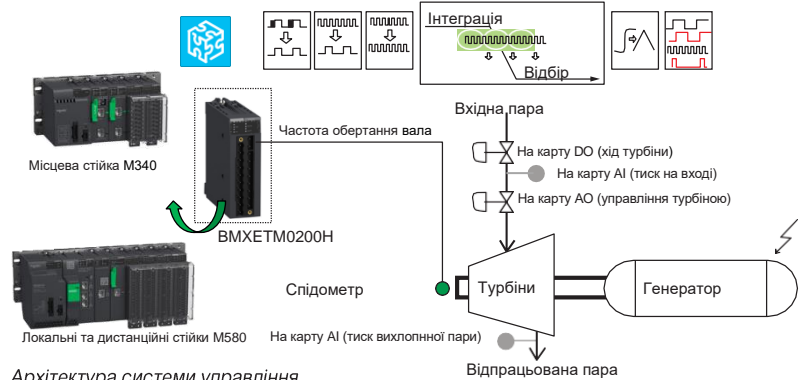 Інтеграція
Відбір
Вхідна пара
Частота обертання вала
На карту DO (хід турбіни)
Місцева стійка M340
На карту AI (тиск на вході)
На карту AO (управління турбіною)
BMXETM0200H
Спідометр
Турбіни
Генератор
Локальні та дистанційні стійки M580
На карту AI (тиск вихлопнної пари)
Відпрацьована пара
Архітектура системи управління